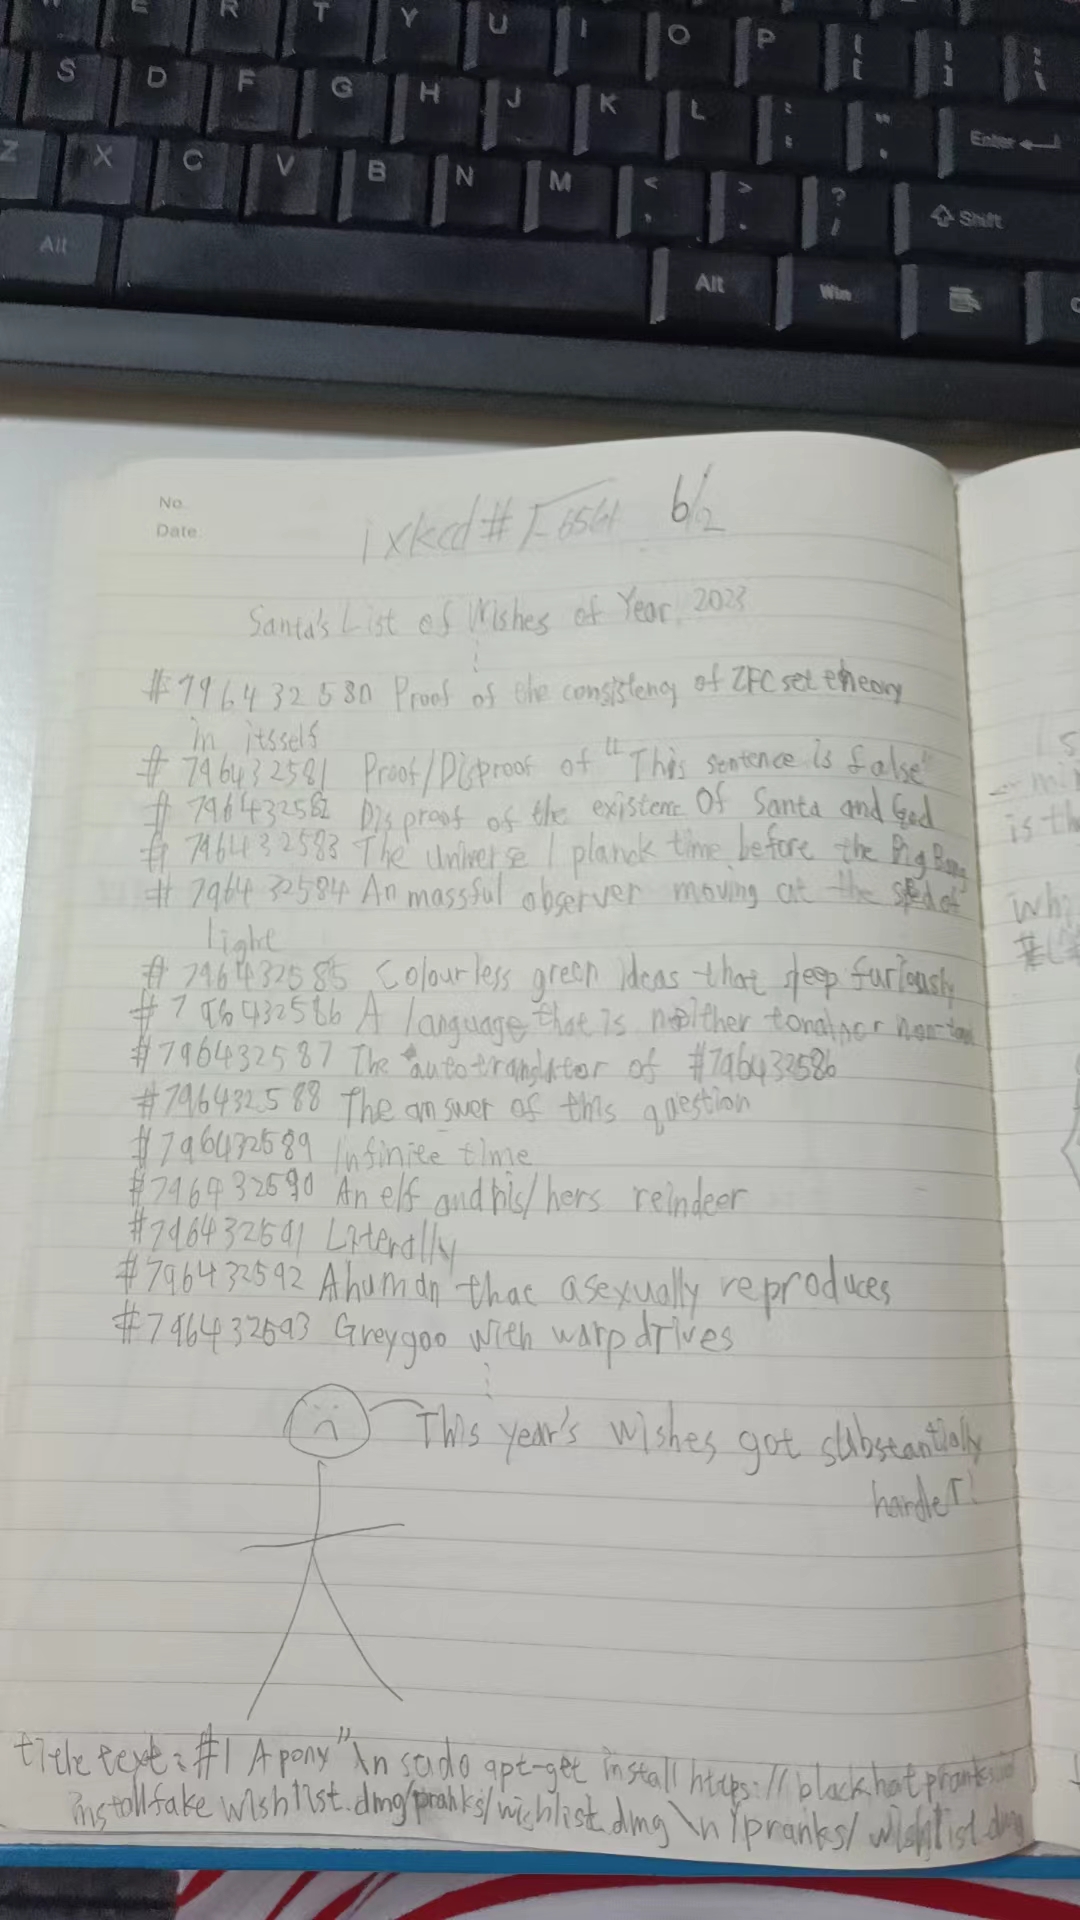 E R T Y U I O P { [ } ]
S D F G H J K L : ; " ' Enter
Z X C V B N M < , > . ? / Shift
Alt Alt Win
No.
Date
ixkcd # √6561 6/2
Santa's List of Wishes of Year 2023
⋮
#796432580 Proof of the consistency of ZFC set theory
in itsself
#796432581 Proof/Disproof of "This sentence is false"
#796432582 Disproof of the existenc Of Santa and God
#796432583 The Universe 1 planck time before the Big Bang
#796432584 An massful observer moving at the speed of
light
#796432585 Colourless green ideas that sleep furiously
#796432586 A language that is neither tonal nor non-tonal
#796432587 The autotranslator of #796432586
#796432588 The answer of this question
#796432589 Infinite time
#796432590 An elf and his/hers reindeer
#796432591 Literally
#796432592 A human that asexually reproduces
#796432593 Greygoo with warp drives
⋮
This year's wishes got substantially
harder!
title text: #1 A pony "\n sudo apt-get install https://blackhatpranks
install fake wishlist.dmg/pranks/wishlist.dmg \n /pranks/wishlist.dmg
is th